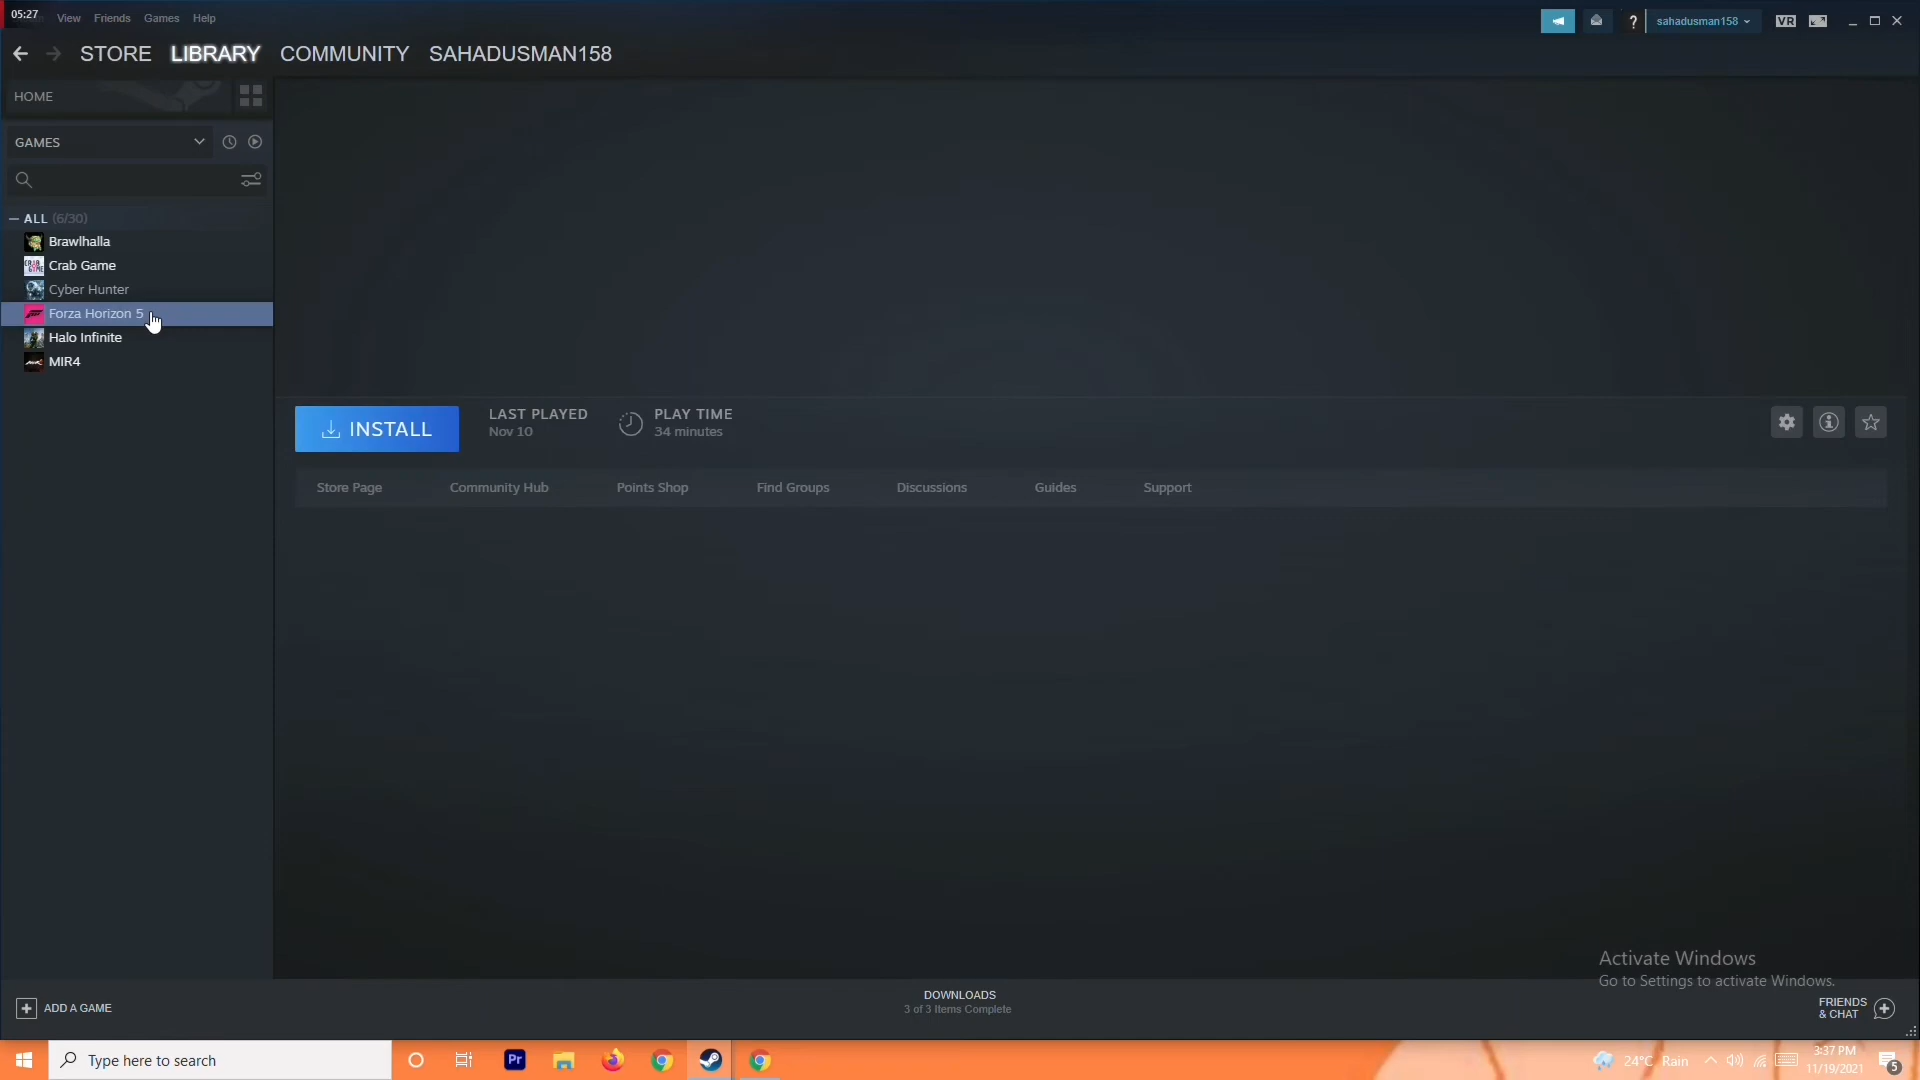 05:27 View Friends Games Help
? sahadusman158 VR
STORE LIBRARY COMMUNITY SAHADUSMAN158
HOME
GAMES
ALL (6/30)
Brawlhalla
CRAB GAME Crab Game
Cyber Hunter
Forza Horizon 5
Halo Infinite
MIR4
INSTALL
LAST PLAYED
Nov 10
PLAY TIME
34 minutes
Store Page Community Hub Points Shop Find Groups Discussions Guides Support
Activate Windows
Go to Settings to activate Windows.
ADD A GAME
DOWNLOADS
3 of 3 Items Complete
FRIENDS
& CHAT
Type here to search
Pr
24°C Rain
3:37 PM
11/19/2021
5